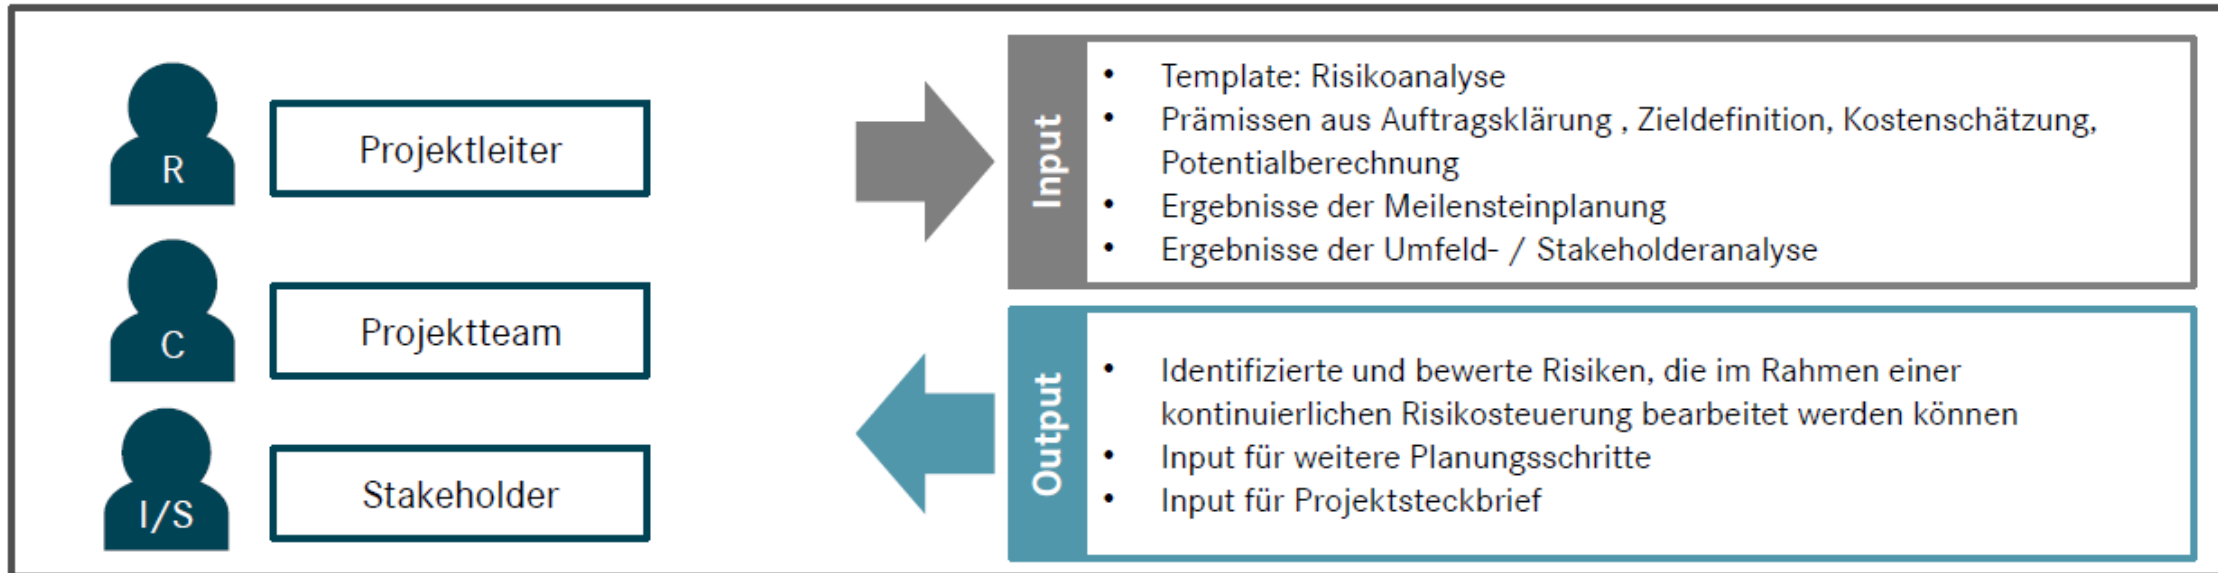 R
Projektleiter
C
Projektteam
I/S
Stakeholder
Input
• Template: Risikoanalyse
• Prämissen aus Auftragsklärung , Zieldefinition, Kostenschätzung,
Potentialberechnung
• Ergebnisse der Meilensteinplanung
• Ergebnisse der Umfeld- / Stakeholderanalyse
Output
• Identifizierte und bewerte Risiken, die im Rahmen einer
kontinuierlichen Risikosteuerung bearbeitet werden können
• Input für weitere Planungsschritte
• Input für Projektsteckbrief